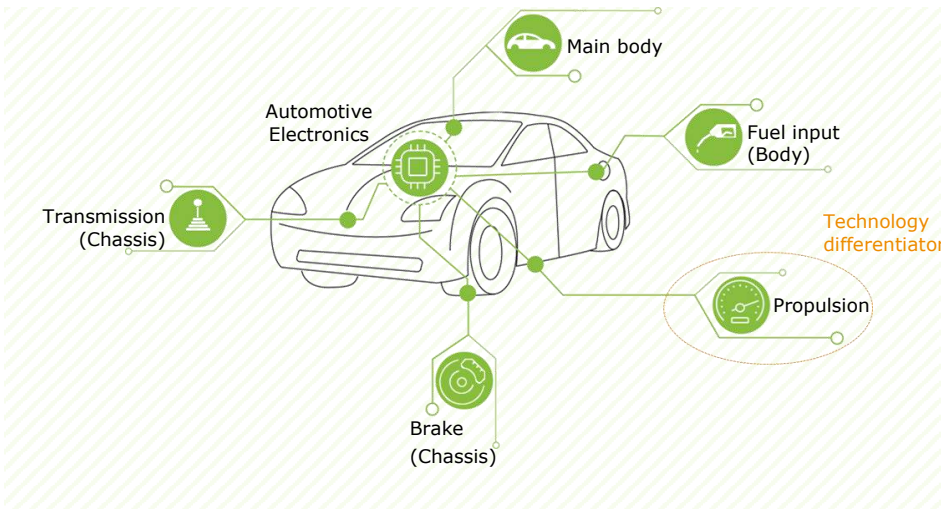 Main body
Automotive
Electronics
Fuel input
(Body)
Transmission
(Chassis)
Technology
differentiator
Propulsion
Brake
(Chassis)